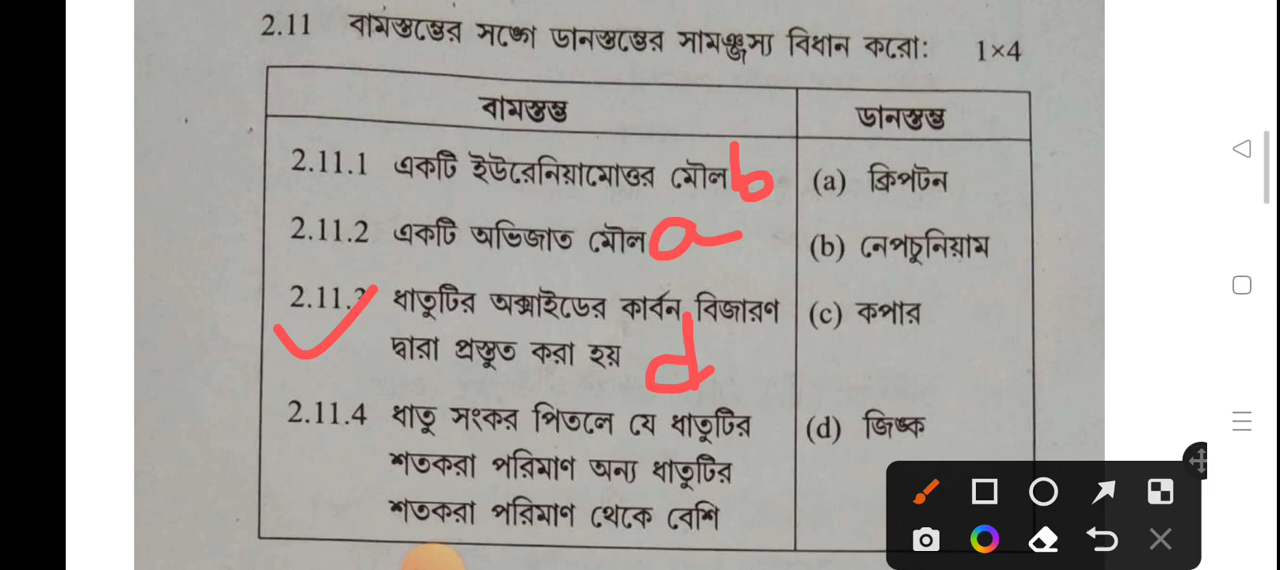 2.11 বামস্তম্ভের সঙ্গে ডানস্তম্ভের সামঞ্জস্য বিধান করো: 1×4
বামস্তম্ভ ডানস্তম্ভ
2.11.1 একটি ইউরেনিয়ামোত্তর মৌল b (a) ক্রিপটন
2.11.2 একটি অভিজাত মৌল a (b) নেপচুনিয়াম
2.11.3 ধাতুটির অক্সাইডের কার্বন বিজারণ (c) কপার
দ্বারা প্রস্তুত করা হয় d
2.11.4 ধাতু সংকর পিতলে যে ধাতুটির (d) জিঙ্ক
শতকরা পরিমাণ অন্য ধাতুটির
শতকরা পরিমাণ থেকে বেশি